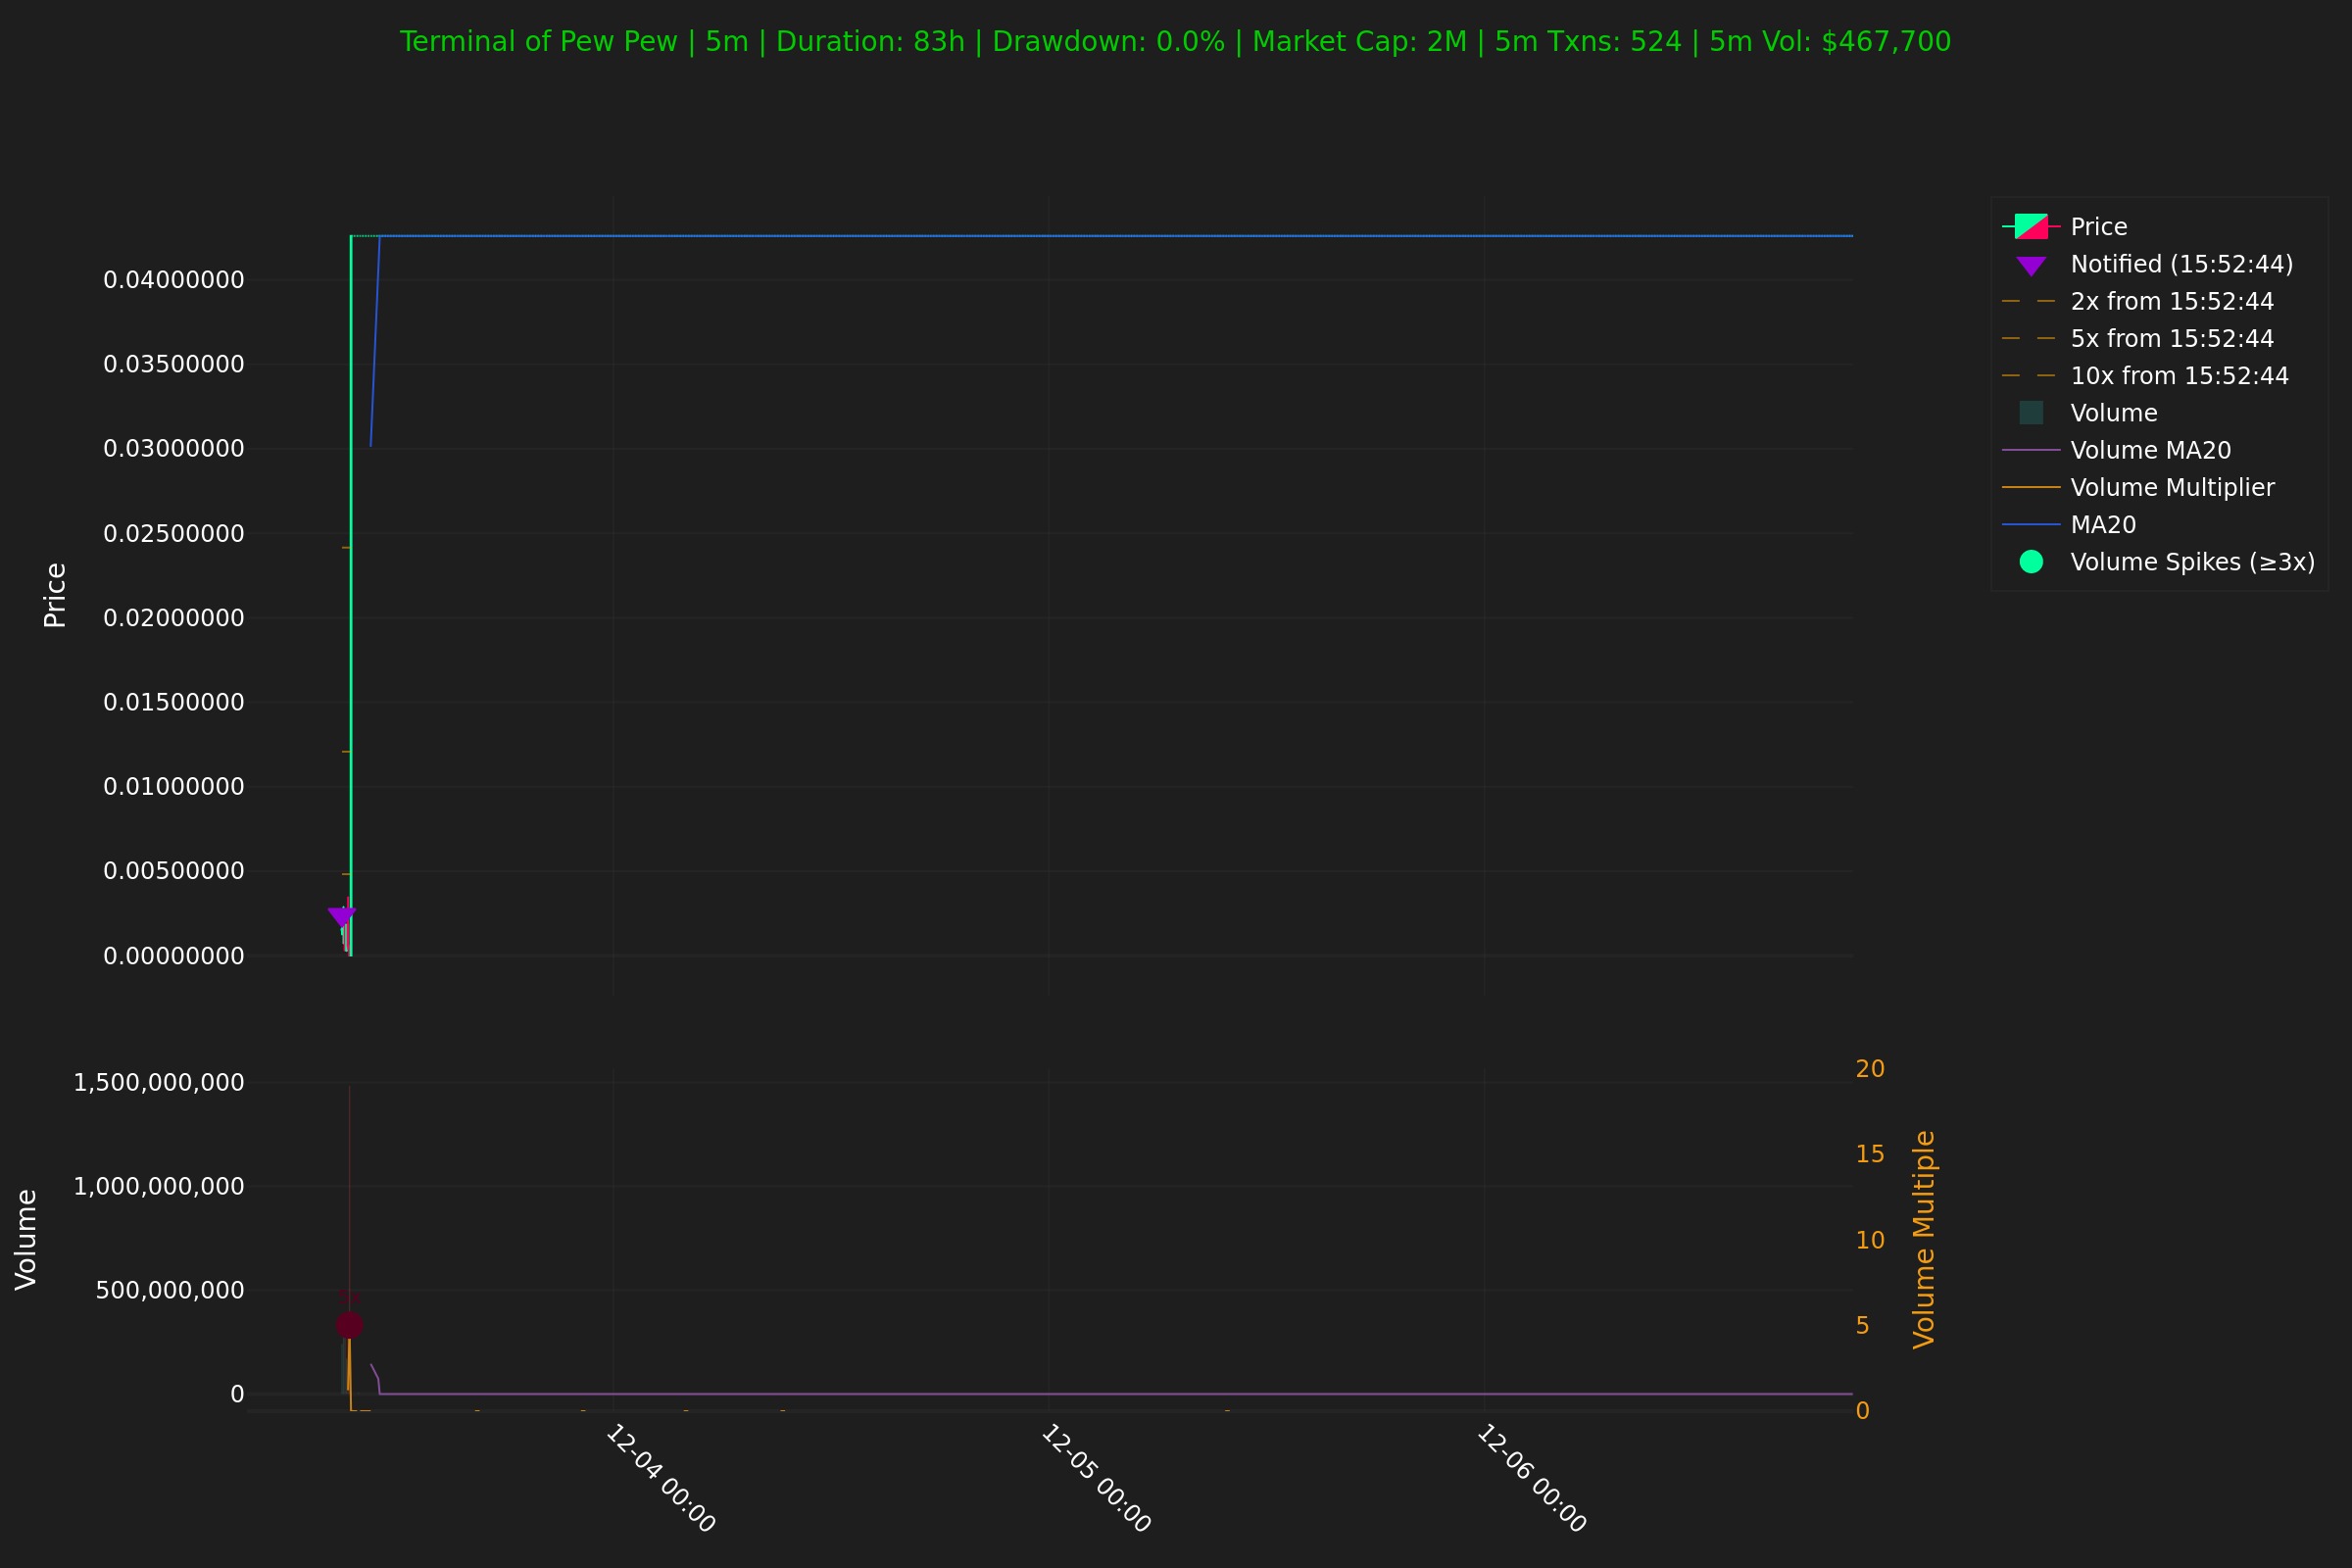 Terminal of Pew Pew | 5m | Duration: 83h | Drawdown: 0.0% | Market Cap: 2M | 5m Txns: 524 | 5m Vol: $467,700
Price
0.04000000
0.03500000
0.03000000
0.02500000
0.02000000
0.01500000
0.01000000
0.00500000
0.00000000
Price
Notified (15:52:44)
2x from 15:52:44
5x from 15:52:44
10x from 15:52:44
Volume
Volume MA20
Volume Multiplier
MA20
Volume Spikes (≥3x)
Volume
1,500,000,000
1,000,000,000
500,000,000
0
20
15
10
5
0
Volume Multiple
12-04 00:00
12-05 00:00
12-06 00:00